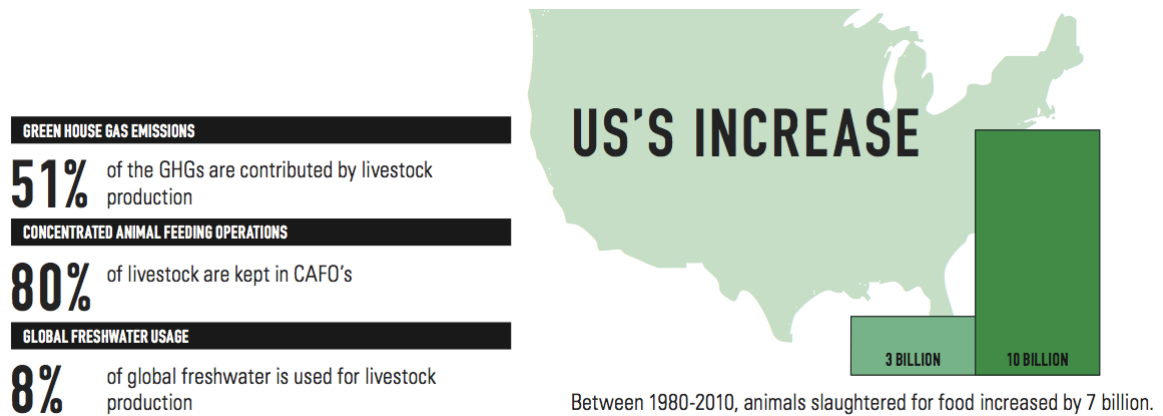 GREEN HOUSE GAS EMISSIONS
51%
of the GHGs are contributed by livestock
production
CONCENTRATED ANIMAL FEEDING OPERATIONS
80%
of livestock are kept in CAFO's
GLOBAL FRESHWATER USAGE
8%
of global freshwater is used for livestock
production
US'S INCREASE
3 BILLION
10 BILLION
Between 1980-2010, animals slaughtered for food increased by 7 billion.